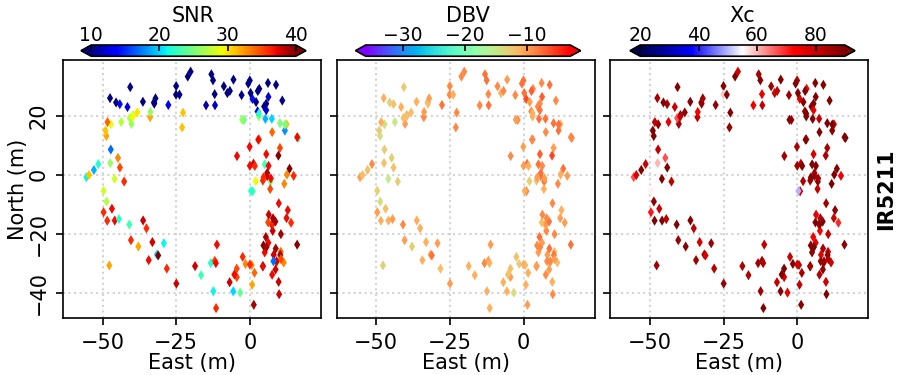 SNR DBV Xc
10 20 30 40 −30 −20 −10 20 40 60 80
20
0
−20
−40
North (m)
IR5211
−50 −25 0 −50 −25 0 −50 −25 0
East (m) East (m) East (m)